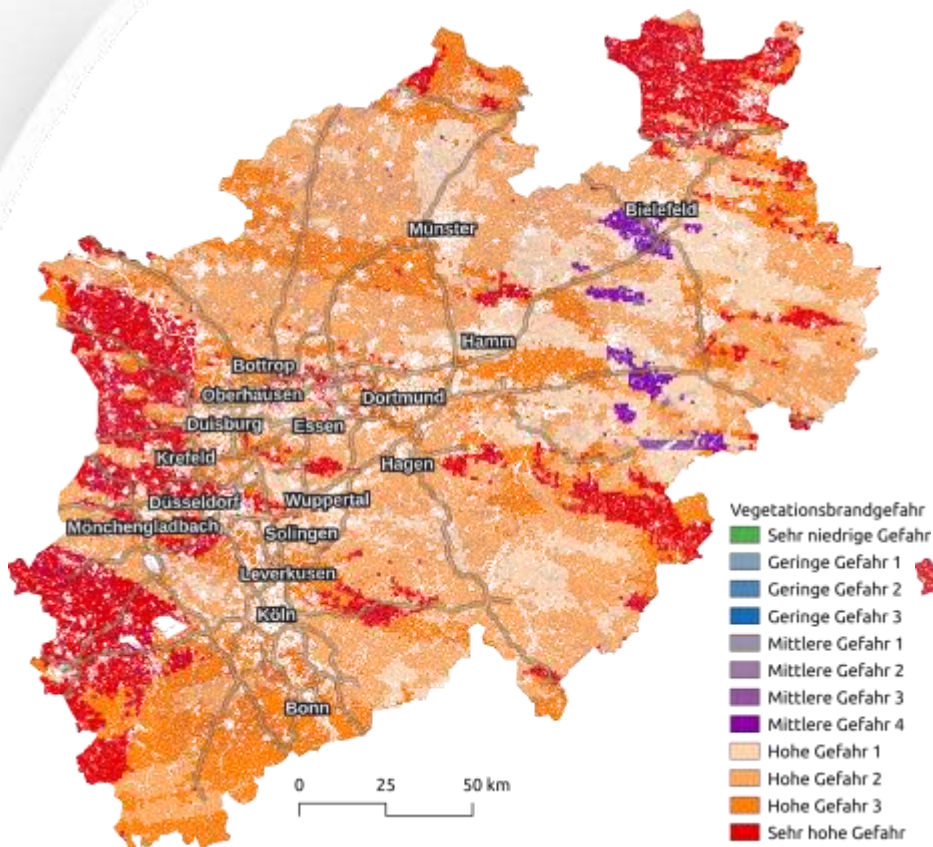 Bielefeld
Münster
Hamm
Bottrop
Oberhausen
Dortmund
Duisburg
Essen
Krefeld
Hagen
Düsseldorf
Wuppertal
Mönchengladbach
Solingen
Leverkusen
Köln
Bonn
0 25 50 km
Vegetationsbrandgefahr
Sehr niedrige Gefahr
Geringe Gefahr 1
Geringe Gefahr 2
Geringe Gefahr 3
Mittlere Gefahr 1
Mittlere Gefahr 2
Mittlere Gefahr 3
Mittlere Gefahr 4
Hohe Gefahr 1
Hohe Gefahr 2
Hohe Gefahr 3
Sehr hohe Gefahr